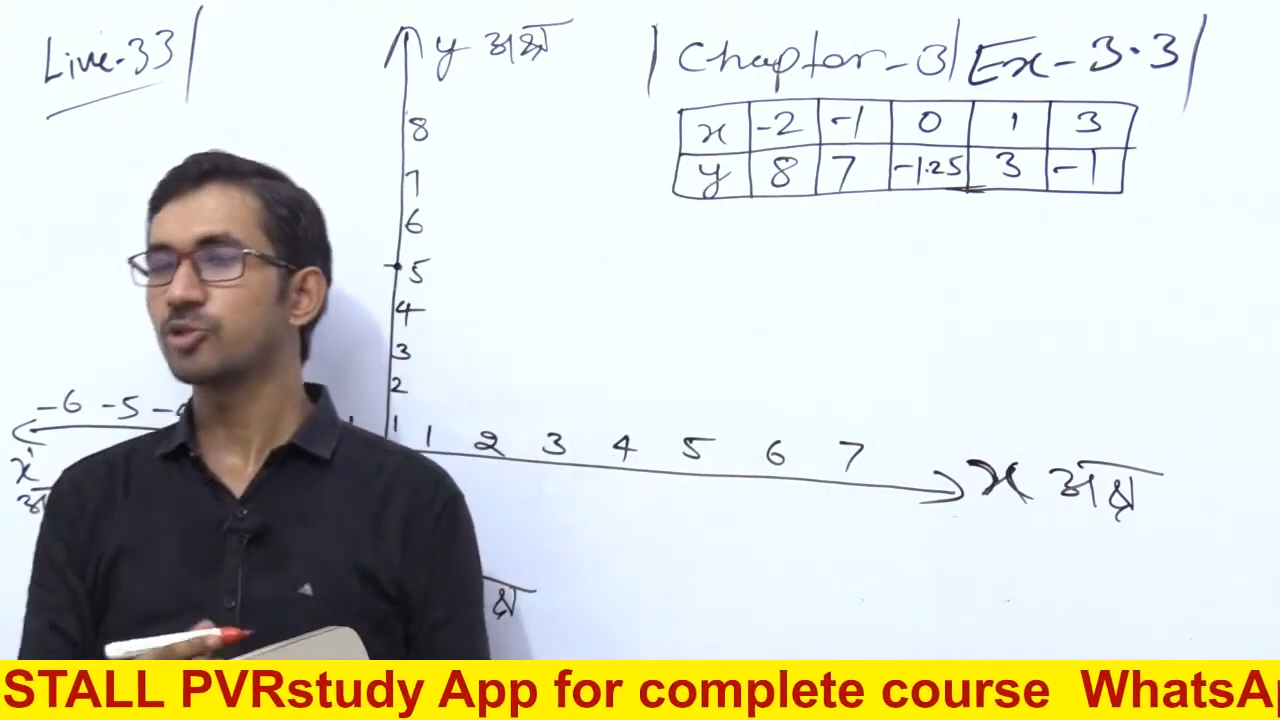 Live-33
y अक्ष
Chapter-3 Ex-3.3
x -2 -1 0 1 3
y 8 7 -1.25 3 -1
8
7
6
5
4
3
2
1
-6 -5
1 2 3 4 5 6 7
x'
x अक्ष
STALL PVRstudy App for complete course WhatsAp